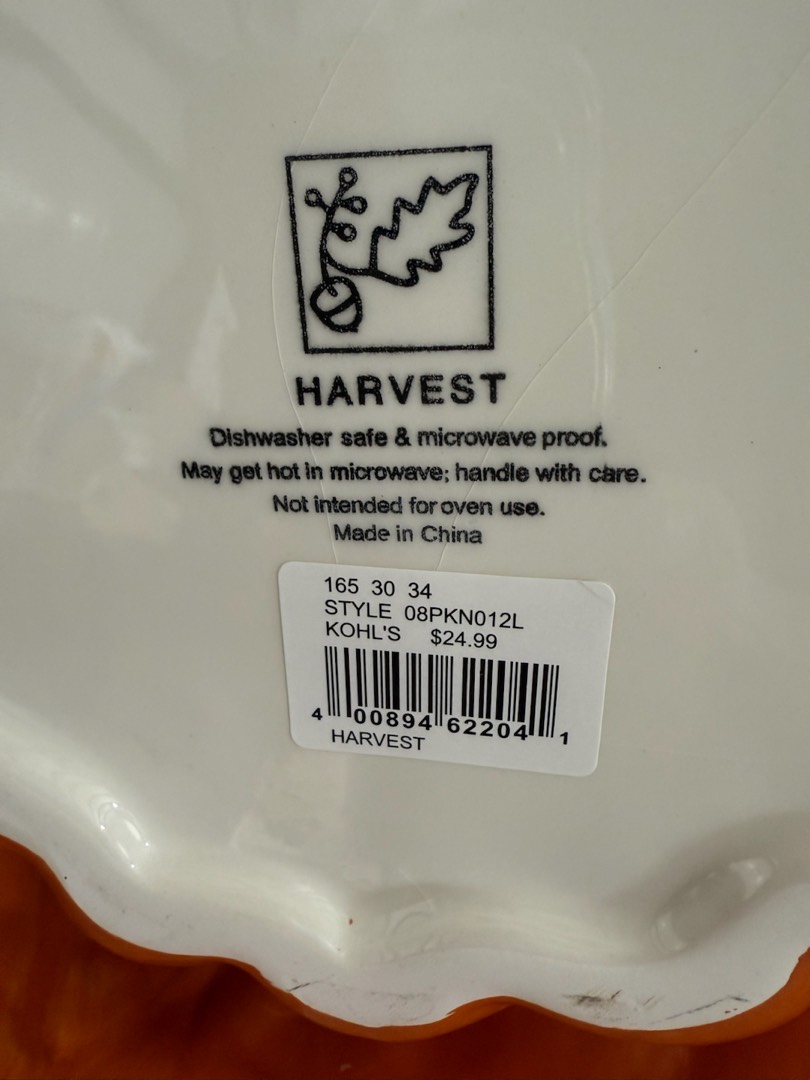 HARVEST
Dishwasher safe & microwave proof.
May get hot in microwave; handle with care.
Not intended for oven use.
Made in China
165 30 34
STYLE 08PKN012L
KOHL'S $24.99
4 00894 62204 1
HARVEST